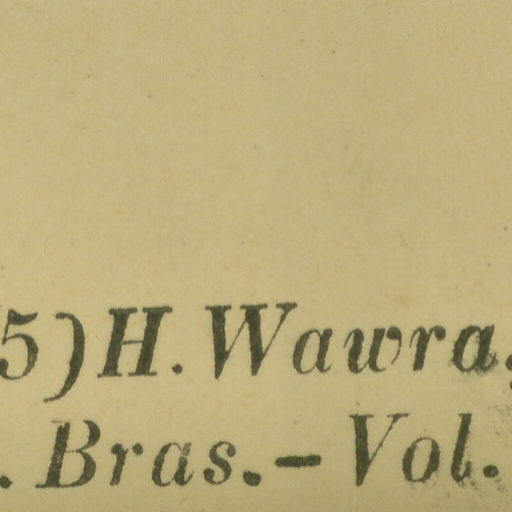 5) H. Wawra.
. Bras. – Vol.